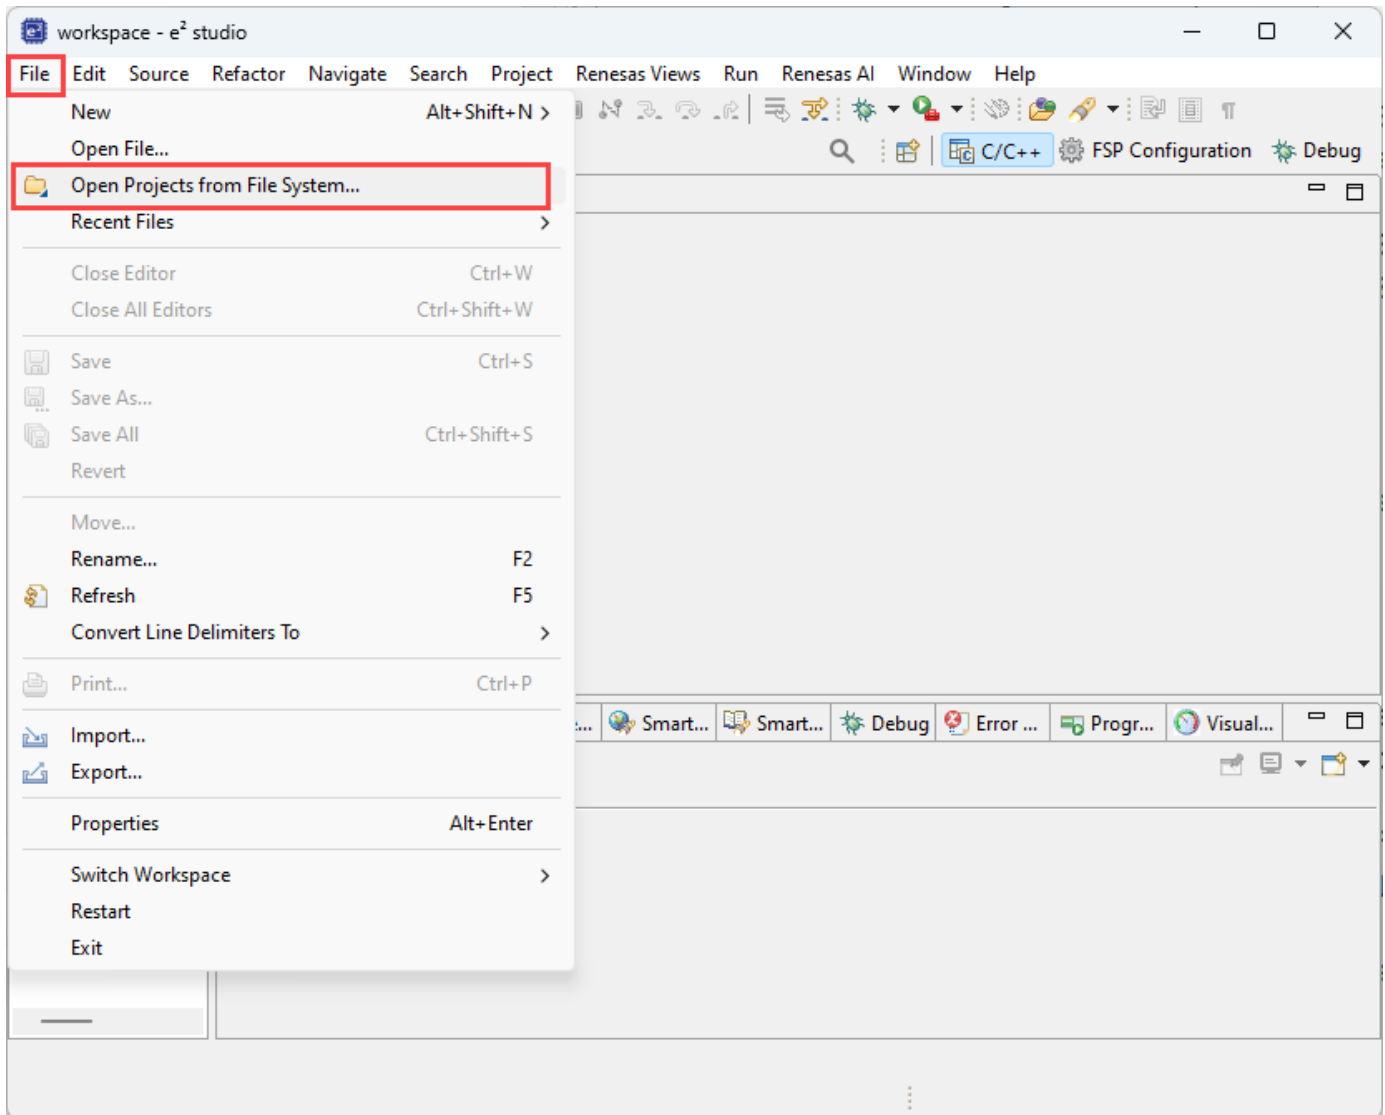 workspace - e² studio
File Edit Source Refactor Navigate Search Project Renesas Views Run Renesas AI Window Help
New Alt+Shift+N
Open File...
C/C++ FSP Configuration Debug
Open Projects from File System...
Recent Files
Close Editor Ctrl+W
Close All Editors Ctrl+Shift+W
Save Ctrl+S
Save As...
Save All Ctrl+Shift+S
Revert
Move...
Rename... F2
Refresh F5
Convert Line Delimiters To
Print... Ctrl+P
Smart... Smart... Debug Error ... Progr... Visual...
Import...
Export...
Properties Alt+Enter
Switch Workspace
Restart
Exit